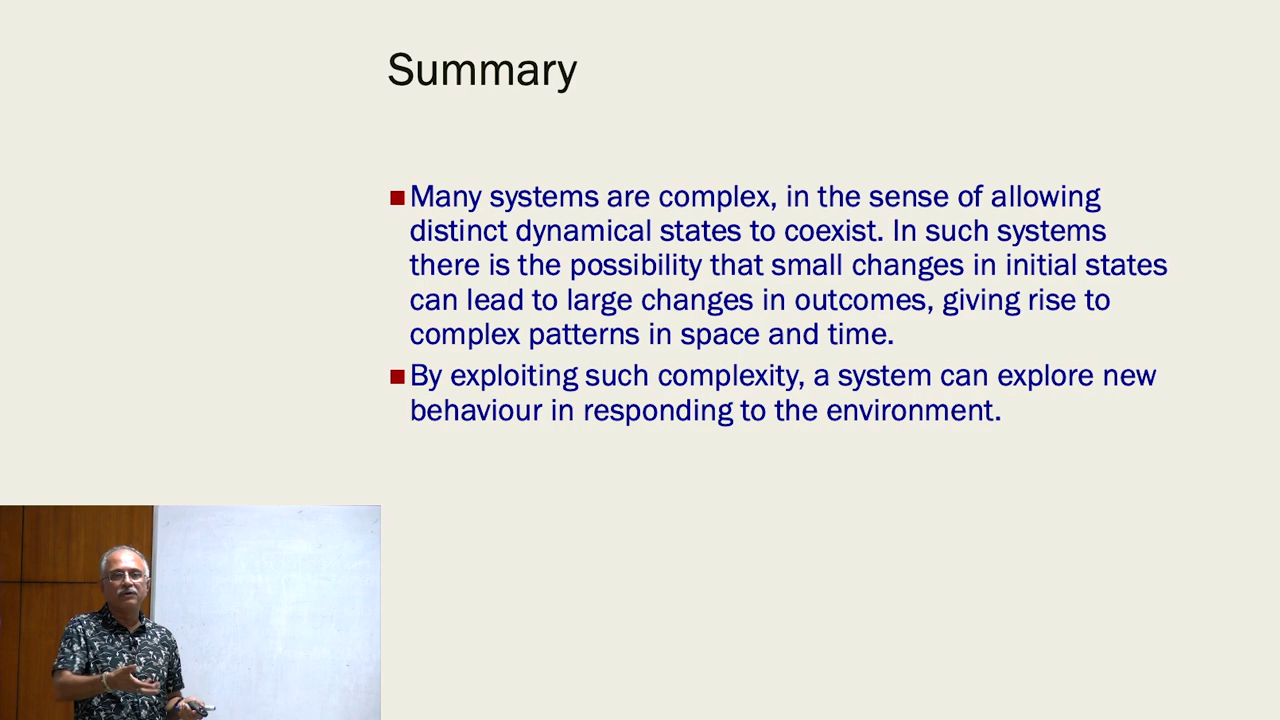 Summary
Many systems are complex, in the sense of allowing
distinct dynamical states to coexist. In such systems
there is the possibility that small changes in initial states
can lead to large changes in outcomes, giving rise to
complex patterns in space and time.
By exploiting such complexity, a system can explore new
behaviour in responding to the environment.